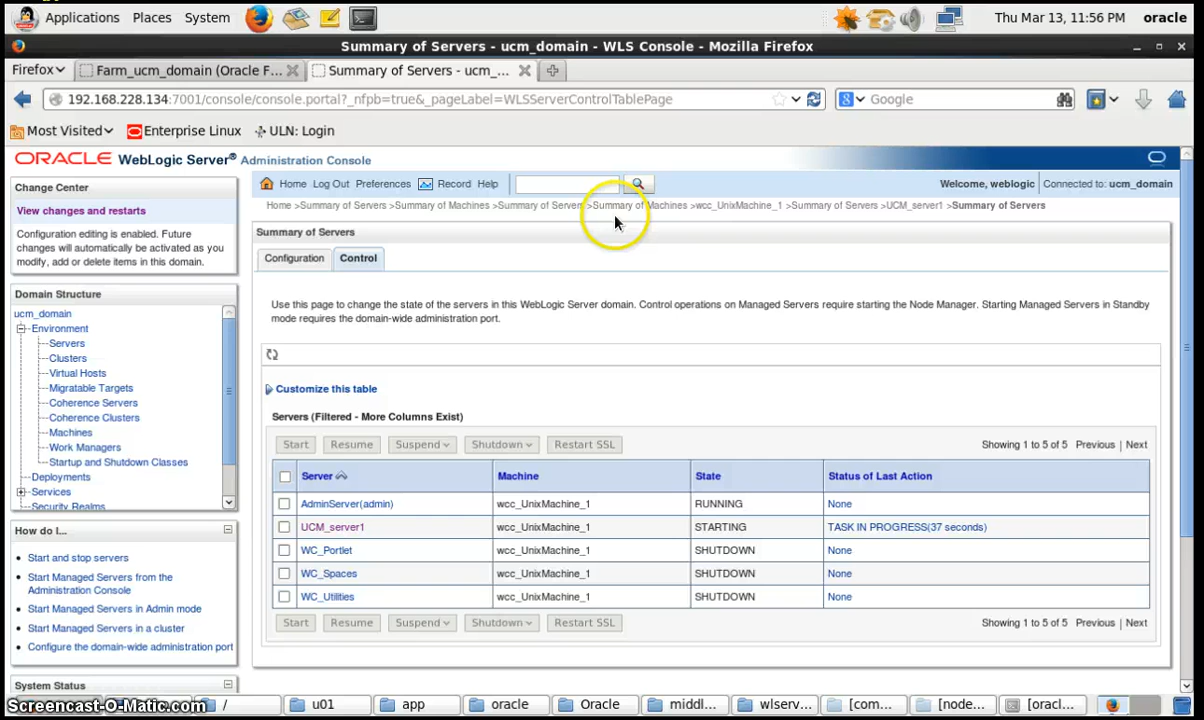 Applications Places System Thu Mar 13, 11:56 PM oracle
Summary of Servers - ucm_domain - WLS Console - Mozilla Firefox
Firefox Farm_ucm_domain (Oracle F... Summary of Servers - ucm_...
192.168.228.134:7001/console/console.portal?_nfpb=true&_pageLabel=WLSServerControlTablePage Google
Most Visited Enterprise Linux ULN: Login
ORACLE WebLogic Server® Administration Console
Change Center
View changes and restarts
Configuration editing is enabled. Future
changes will automatically be activated as you
modify, add or delete items in this domain.
Home Log Out Preferences Record Help
Welcome, weblogic Connected to: ucm_domain
Home >Summary of Servers >Summary of Machines >Summary of Servers >Summary of Machines >wcc_UnixMachine_1 >Summary of Servers >UCM_server1 >Summary of Servers
Summary of Servers
Configuration Control
Use this page to change the state of the servers in this WebLogic Server domain. Control operations on Managed Servers require starting the Node Manager. Starting Managed Servers in Standby
mode requires the domain-wide administration port.
Customize this table
Servers (Filtered - More Columns Exist)
Start Resume Suspend Shutdown Restart SSL Showing 1 to 5 of 5 Previous | Next
Server Machine State Status of Last Action
AdminServer(admin) wcc_UnixMachine_1 RUNNING None
UCM_server1 wcc_UnixMachine_1 STARTING TASK IN PROGRESS(37 seconds)
WC_Portlet wcc_UnixMachine_1 SHUTDOWN None
WC_Spaces wcc_UnixMachine_1 SHUTDOWN None
WC_Utilities wcc_UnixMachine_1 SHUTDOWN None
Start Resume Suspend Shutdown Restart SSL Showing 1 to 5 of 5 Previous | Next
Domain Structure
ucm_domain
Environment
Servers
Clusters
Virtual Hosts
Migratable Targets
Coherence Servers
Coherence Clusters
Machines
Work Managers
Startup and Shutdown Classes
Deployments
Services
Security Realms
How do I...
Start and stop servers
Start Managed Servers from the
Administration Console
Start Managed Servers in Admin mode
Start Managed Servers in a cluster
Configure the domain-wide administration port
System Status
Screencast-O-Matic.com / u01 app oracle Oracle middl... wlserv... [com... [node... [oracl...